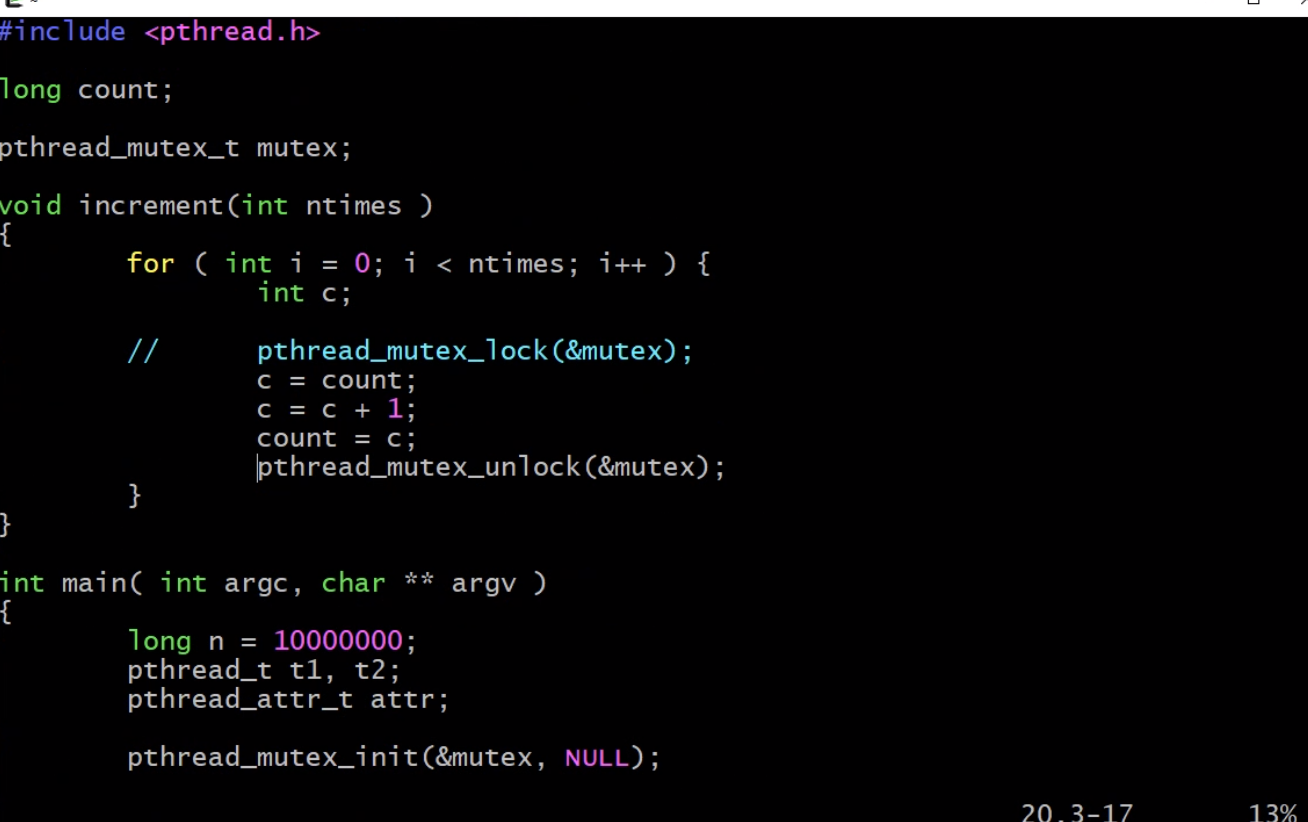 #include <pthread.h>
long count;
pthread_mutex_t mutex;
void increment(int ntimes )
{
for ( int i = 0; i < ntimes; i++ ) {
int c;
// pthread_mutex_lock(&mutex);
c = count;
c = c + 1;
count = c;
pthread_mutex_unlock(&mutex);
}
}
int main( int argc, char ** argv )
{
long n = 10000000;
pthread_t t1, t2;
pthread_attr_t attr;
pthread_mutex_init(&mutex, NULL);
20,3-17 13%